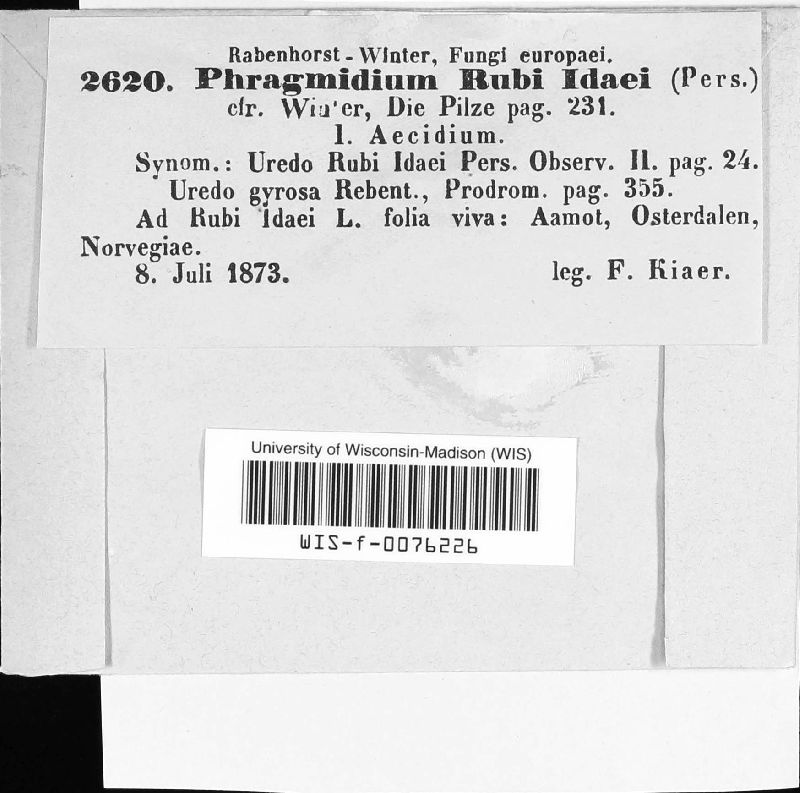 Rabenhorst-Winter, Fungi europaei.
2620. Phragmidium Rubi Idaei (Pers.)
cfr. Winter, Die Pilze pag. 231.
I. Aecidium.
Synom.: Uredo Rubi Idaei Pers. Observ. II. pag. 24.
Uredo gyrosa Rebent., Prodrom. pag. 355.
Ad Rubi Idaei L. folia viva: Aamot, Osterdalen,
Norvegiae.
8. Juli 1873. leg. F. Kiaer.
University of Wisconsin-Madison (WIS)
WIS-f-0076226